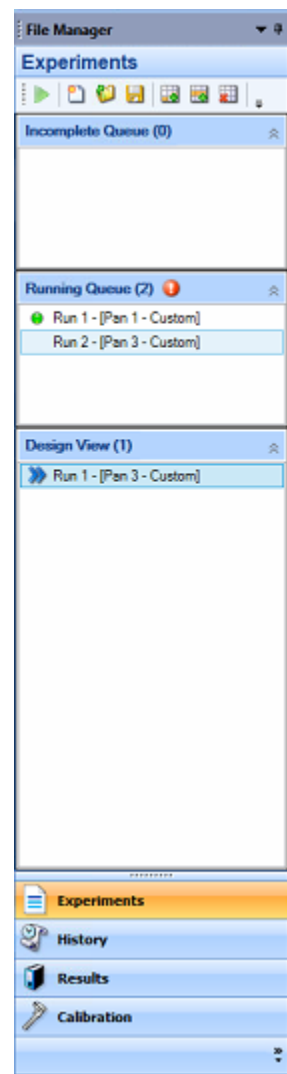 File Manager
Experiments
Incomplete Queue (0)
Running Queue (2)
Run 1 - [Pan 1 - Custom]
Run 2 - [Pan 3 - Custom]
Design View (1)
Run 1 - [Pan 3 - Custom]
Experiments
History
Results
Calibration